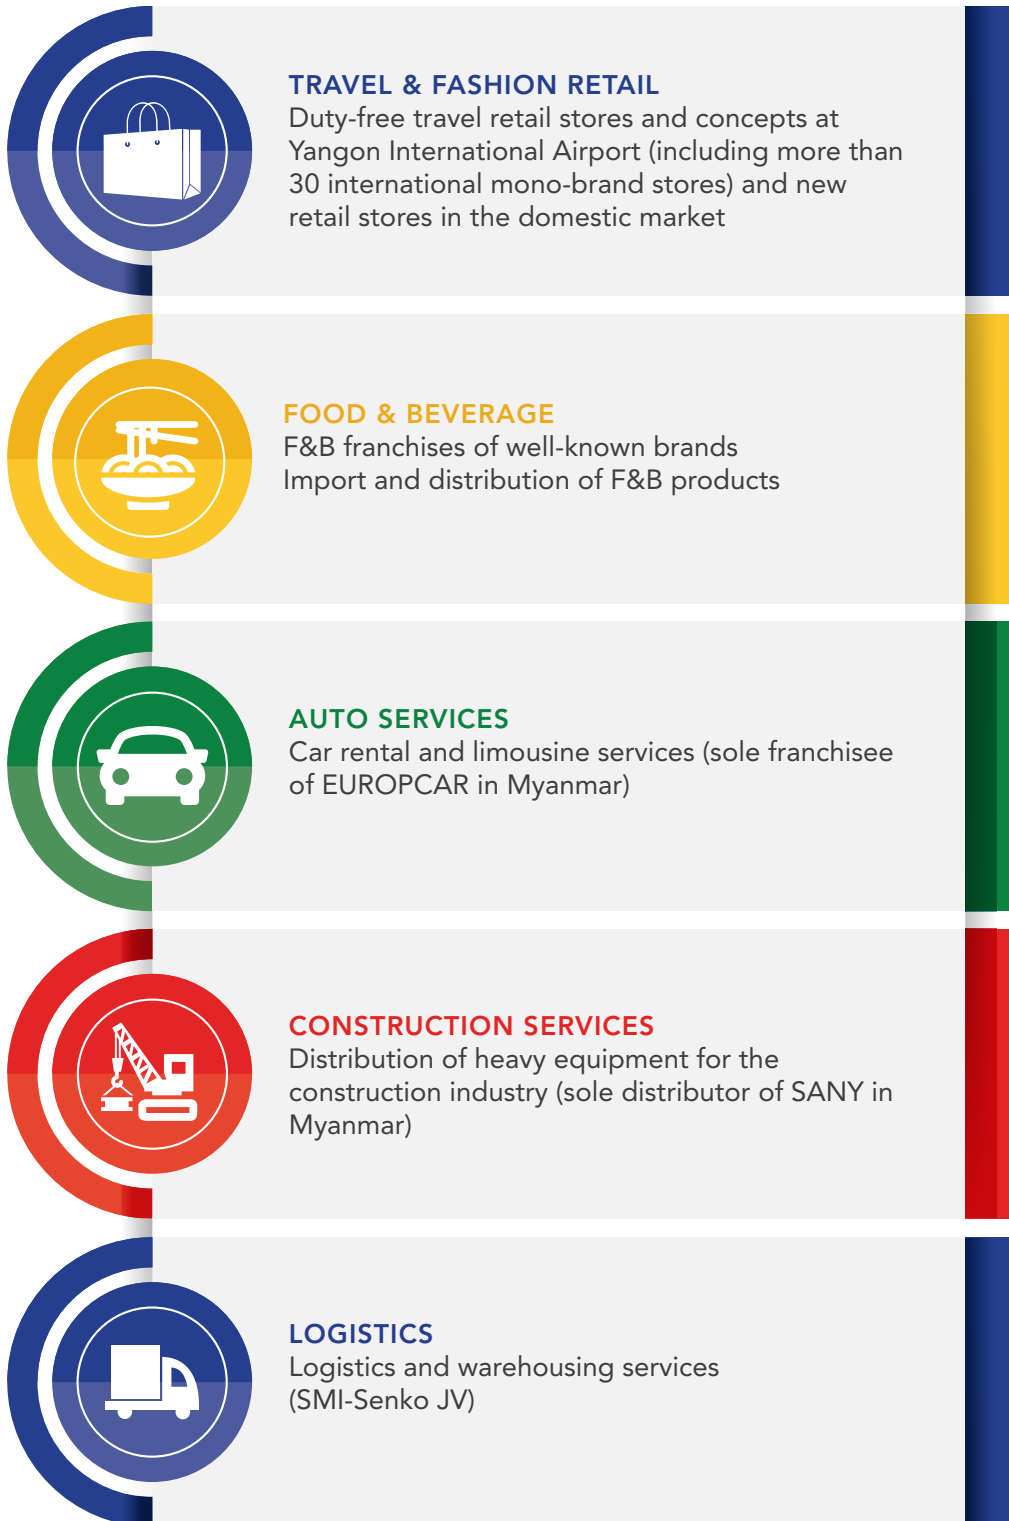 TRAVEL & FASHION RETAIL
Duty-free travel retail stores and concepts at
Yangon International Airport (including more than
30 international mono-brand stores) and new
retail stores in the domestic market
FOOD & BEVERAGE
F&B franchises of well-known brands
Import and distribution of F&B products
AUTO SERVICES
Car rental and limousine services (sole franchisee
of EUROPCAR in Myanmar)
CONSTRUCTION SERVICES
Distribution of heavy equipment for the
construction industry (sole distributor of SANY in
Myanmar)
LOGISTICS
Logistics and warehousing services
(SMI-Senko JV)